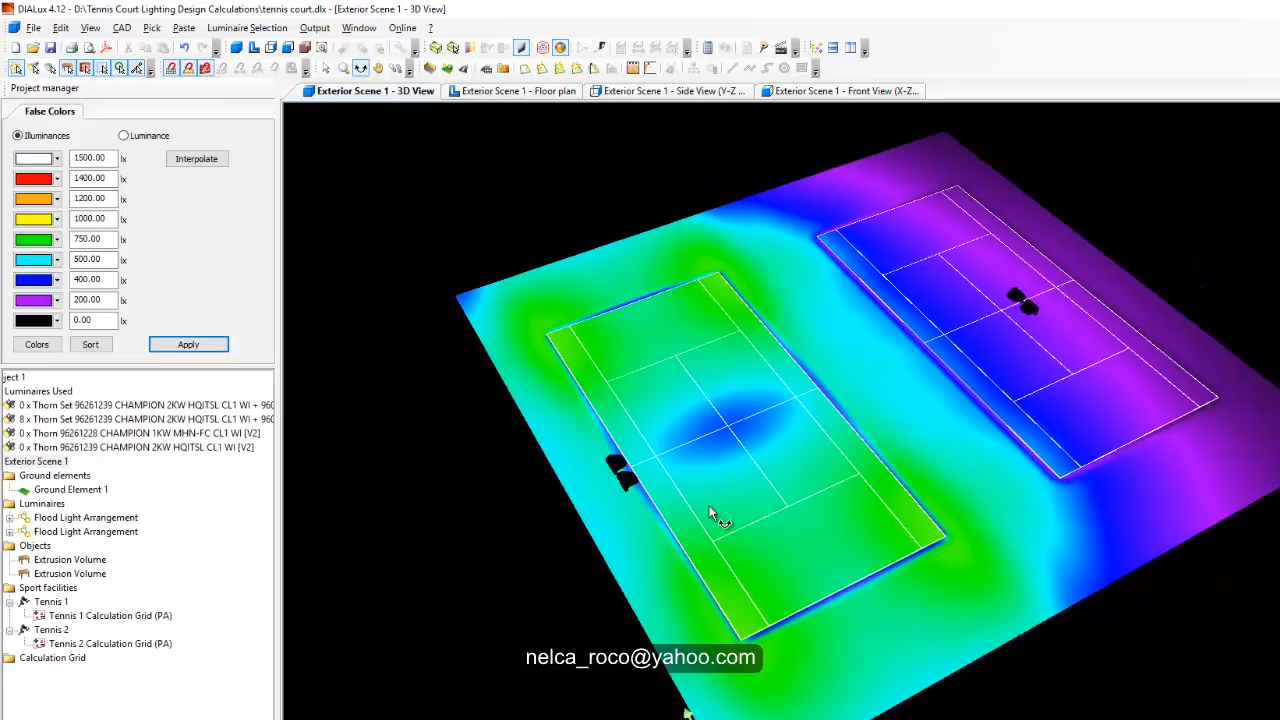 DIALux 4.12 - D:\Tennis Court Lighting Design Calculations\tennis court.dlx - [Exterior Scene 1 - 3D View]
File Edit View CAD Pick Paste Luminaire Selection Output Window Online ?
Project manager
Exterior Scene 1 - 3D View Exterior Scene 1 - Floor plan Exterior Scene 1 - Side View (Y-Z ... Exterior Scene 1 - Front View (X-Z...
False Colors
Illuminances Luminance
1500.00 lx Interpolate
1400.00 lx
1200.00 lx
1000.00 lx
750.00 lx
500.00 lx
400.00 lx
200.00 lx
0.00 lx
Colors Sort Apply
ject 1
Luminaires Used
0 x Thorn Set 96261239 CHAMPION 2KW HQITSL CL1 WI + 960
8 x Thorn Set 96261239 CHAMPION 2KW HQITSL CL1 WI + 960
0 x Thorn 96261228 CHAMPION 1KW MHN-FC CL1 WI [V2]
0 x Thorn 96261239 CHAMPION 2KW HQITSL CL1 WI [V2]
Exterior Scene 1
Ground elements
Ground Element 1
Luminaires
Flood Light Arrangement
Flood Light Arrangement
Objects
Extrusion Volume
Extrusion Volume
Sport facilities
Tennis 1
Tennis 1 Calculation Grid (PA)
Tennis 2
Tennis 2 Calculation Grid (PA)
Calculation Grid
nelca_roco@yahoo.com